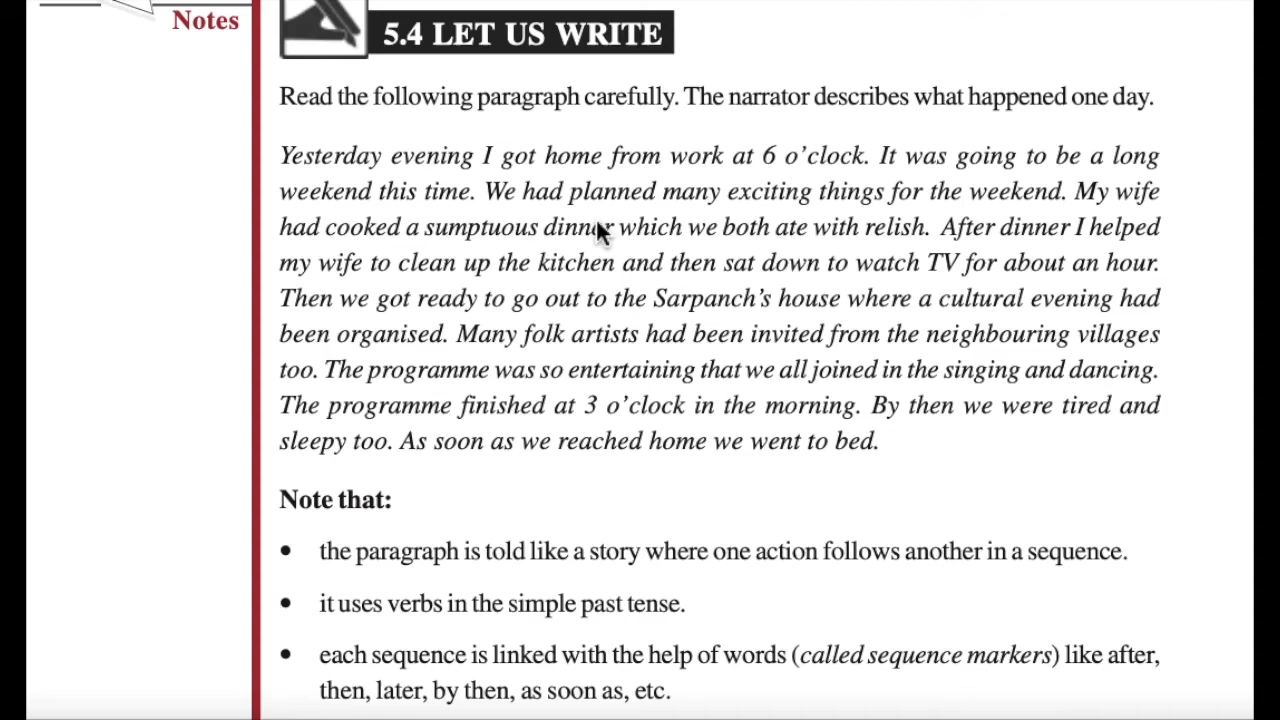 Notes
5.4 LET US WRITE
Read the following paragraph carefully. The narrator describes what happened one day.
Yesterday evening I got home from work at 6 o'clock. It was going to be a long
weekend this time. We had planned many exciting things for the weekend. My wife
had cooked a sumptuous dinner which we both ate with relish. After dinner I helped
my wife to clean up the kitchen and then sat down to watch TV for about an hour.
Then we got ready to go out to the Sarpanch's house where a cultural evening had
been organised. Many folk artists had been invited from the neighbouring villages
too. The programme was so entertaining that we all joined in the singing and dancing.
The programme finished at 3 o'clock in the morning. By then we were tired and
sleepy too. As soon as we reached home we went to bed.
Note that:
• the paragraph is told like a story where one action follows another in a sequence.
• it uses verbs in the simple past tense.
• each sequence is linked with the help of words (called sequence markers) like after,
then, later, by then, as soon as, etc.